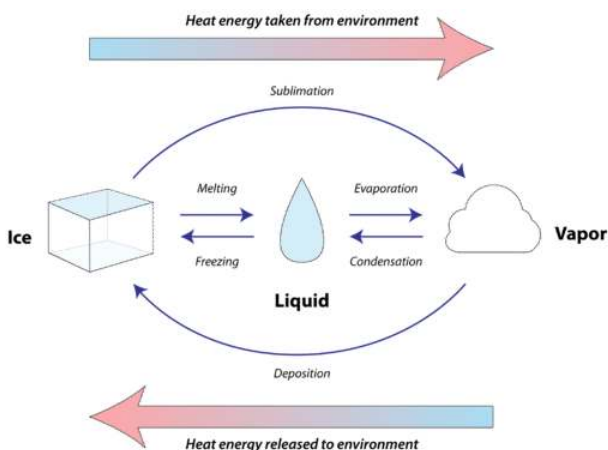 Heat energy taken from environment
Sublimation
Melting
Evaporation
Ice
Vapor
Freezing
Condensation
Liquid
Deposition
Heat energy released to environment